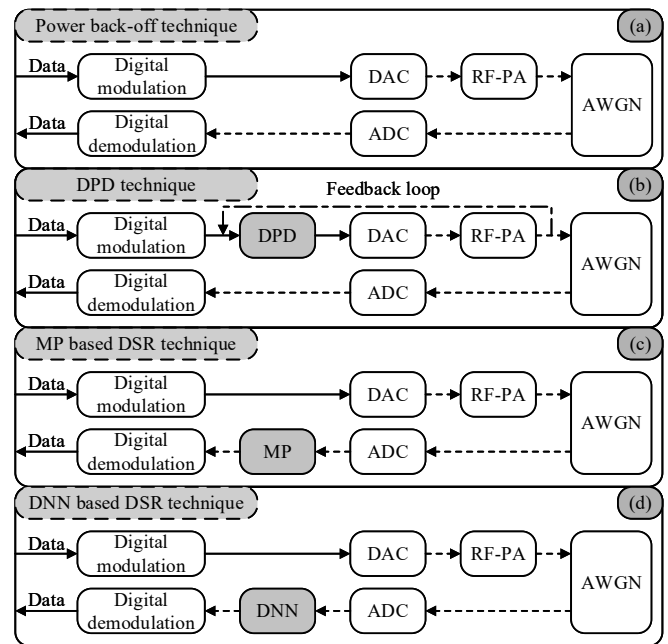 Power back-off technique (a)
Data Digital modulation DAC RF-PA AWGN
Data Digital demodulation ADC
DPD technique (b)
Feedback loop
Data Digital modulation DPD DAC RF-PA AWGN
Data Digital demodulation ADC
MP based DSR technique (c)
Data Digital modulation DAC RF-PA AWGN
Data Digital demodulation MP ADC
DNN based DSR technique (d)
Data Digital modulation DAC RF-PA AWGN
Data Digital demodulation DNN ADC